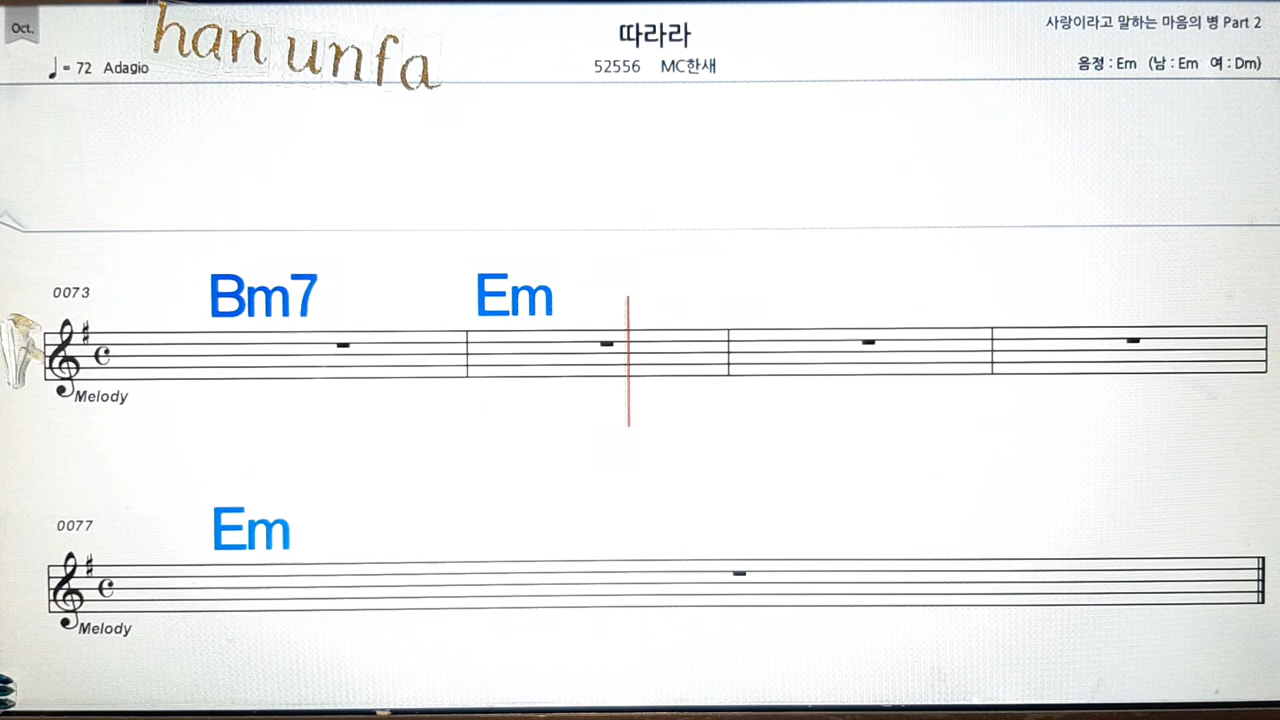 Oct.
han unfa
♩= 72 Adagio
따라라
52556 MC한새
사랑이라고 말하는 마음의 병 Part 2
음정 : Em (남 : Em 여 : Dm)
0073
Bm7 Em
Melody
0077
Em
Melody